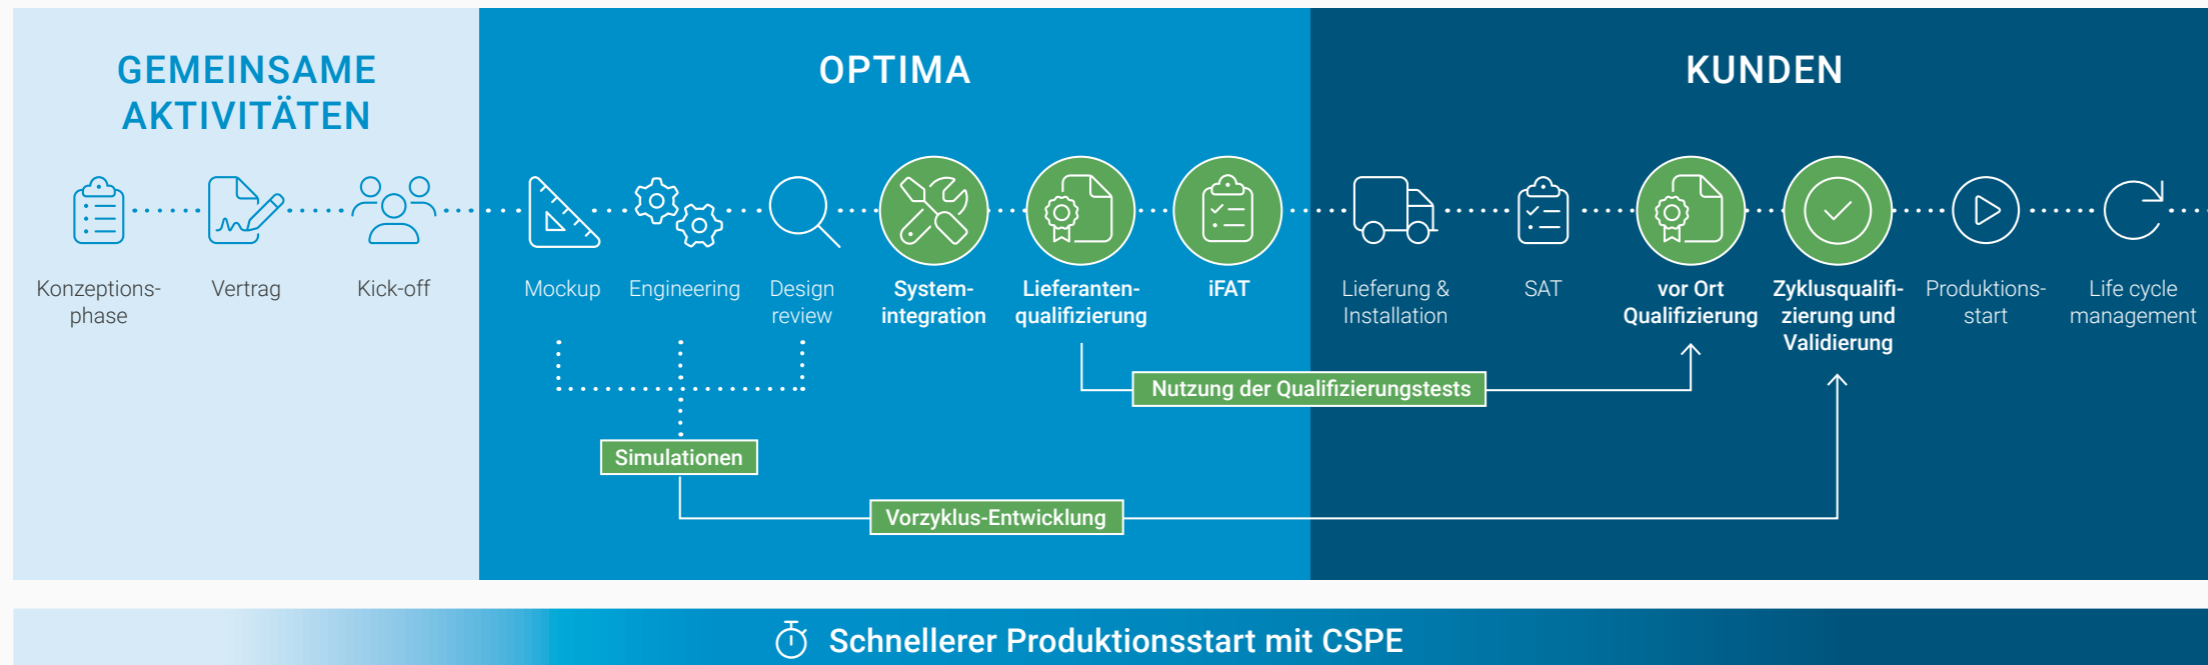 GEMEINSAME
AKTIVITÄTEN
OPTIMA
KUNDEN
Konzeptions-
phase
Vertrag
Kick-off
Mockup
Engineering
Design
review
System-
integration
Lieferanten-
qualifizierung
iFAT
Lieferung &
Installation
SAT
vor Ort
Qualifizierung
Zyklusqualifi-
zierung und
Validierung
Produktions-
start
Life cycle
management
Nutzung der Qualifizierungstests
Simulationen
Vorzyklus-Entwicklung
Schnellerer Produktionsstart mit CSPE